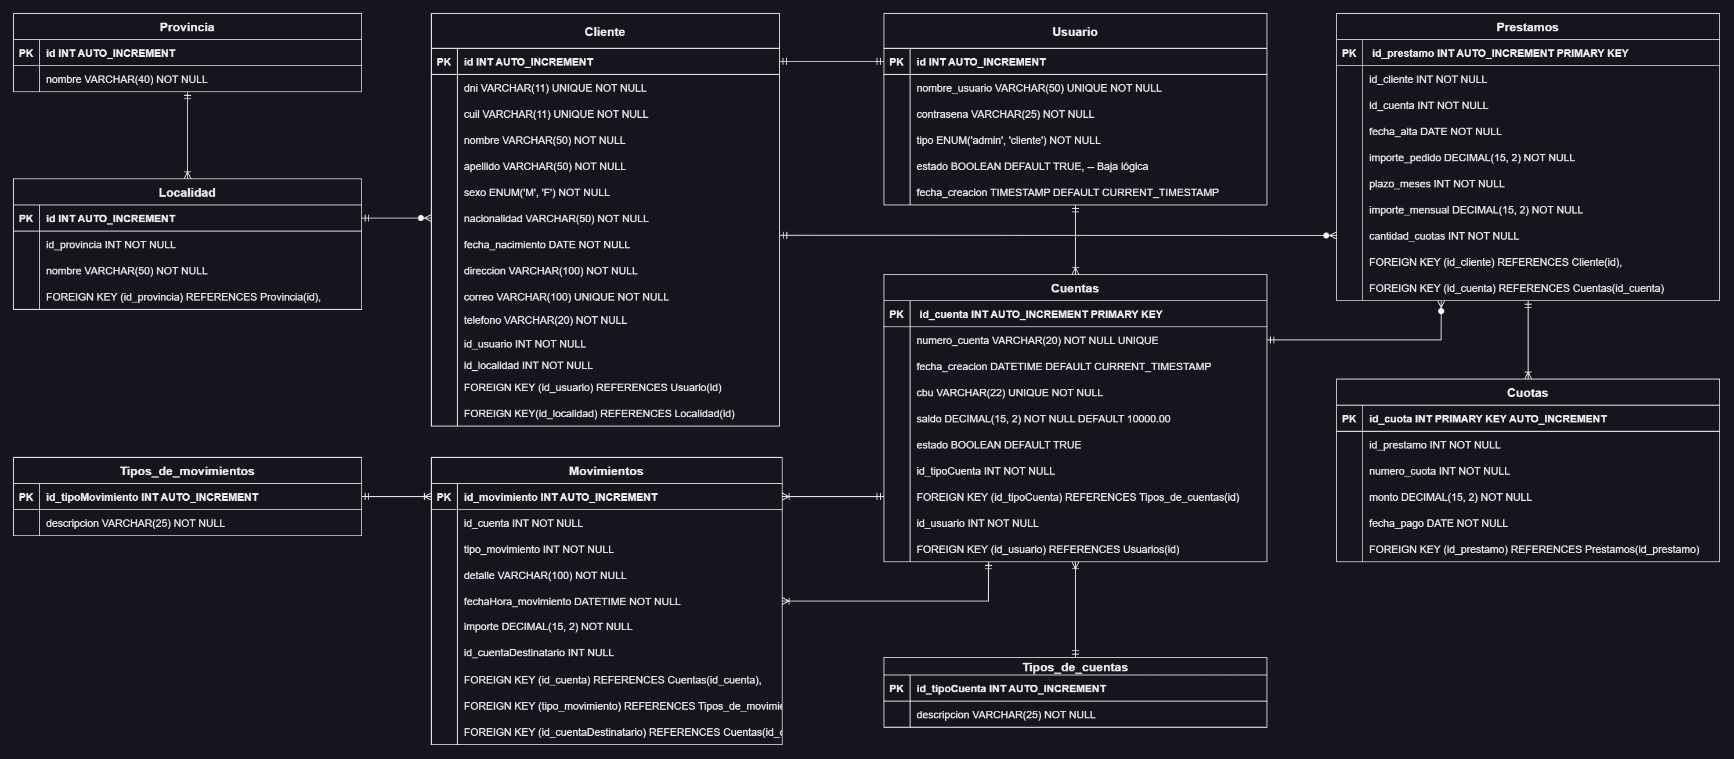 Provincia
PK id INT AUTO_INCREMENT
nombre VARCHAR(40) NOT NULL
Localidad
PK id INT AUTO_INCREMENT
id_provincia INT NOT NULL
nombre VARCHAR(50) NOT NULL
FOREIGN KEY (id_provincia) REFERENCES Provincia(id),
Cliente
PK id INT AUTO_INCREMENT
dni VARCHAR(11) UNIQUE NOT NULL
cuil VARCHAR(11) UNIQUE NOT NULL
nombre VARCHAR(50) NOT NULL
apellido VARCHAR(50) NOT NULL
sexo ENUM('M', 'F') NOT NULL
nacionalidad VARCHAR(50) NOT NULL
fecha_nacimiento DATE NOT NULL
direccion VARCHAR(100) NOT NULL
correo VARCHAR(100) UNIQUE NOT NULL
telefono VARCHAR(20) NOT NULL
id_usuario INT NOT NULL
id_localidad INT NOT NULL
FOREIGN KEY (id_usuario) REFERENCES Usuario(id)
FOREIGN KEY(id_localidad) REFERENCES Localidad(id)
Usuario
PK id INT AUTO_INCREMENT
nombre_usuario VARCHAR(50) UNIQUE NOT NULL
contrasena VARCHAR(25) NOT NULL
tipo ENUM('admin', 'cliente') NOT NULL
estado BOOLEAN DEFAULT TRUE, -- Baja lógica
fecha_creacion TIMESTAMP DEFAULT CURRENT_TIMESTAMP
Prestamos
PK id_prestamo INT AUTO_INCREMENT PRIMARY KEY
id_cliente INT NOT NULL
id_cuenta INT NOT NULL
fecha_alta DATE NOT NULL
importe_pedido DECIMAL(15, 2) NOT NULL
plazo_meses INT NOT NULL
importe_mensual DECIMAL(15, 2) NOT NULL
cantidad_cuotas INT NOT NULL
FOREIGN KEY (id_cliente) REFERENCES Cliente(id),
FOREIGN KEY (id_cuenta) REFERENCES Cuentas(id_cuenta)
Cuentas
PK id_cuenta INT AUTO_INCREMENT PRIMARY KEY
numero_cuenta VARCHAR(20) NOT NULL UNIQUE
fecha_creacion DATETIME DEFAULT CURRENT_TIMESTAMP
cbu VARCHAR(22) UNIQUE NOT NULL
saldo DECIMAL(15, 2) NOT NULL DEFAULT 10000.00
estado BOOLEAN DEFAULT TRUE
id_tipoCuenta INT NOT NULL
FOREIGN KEY (id_tipoCuenta) REFERENCES Tipos_de_cuentas(id)
id_usuario INT NOT NULL
FOREIGN KEY (id_usuario) REFERENCES Usuarios(id)
Cuotas
PK id_cuota INT PRIMARY KEY AUTO_INCREMENT
id_prestamo INT NOT NULL
numero_cuota INT NOT NULL
monto DECIMAL(15, 2) NOT NULL
fecha_pago DATE NOT NULL
FOREIGN KEY (id_prestamo) REFERENCES Prestamos(id_prestamo)
Tipos_de_movimientos
PK id_tipoMovimiento INT AUTO_INCREMENT
descripcion VARCHAR(25) NOT NULL
Movimientos
PK id_movimiento INT AUTO_INCREMENT
id_cuenta INT NOT NULL
tipo_movimiento INT NOT NULL
detalle VARCHAR(100) NOT NULL
fechaHora_movimiento DATETIME NOT NULL
importe DECIMAL(15, 2) NOT NULL
id_cuentaDestinatario INT NULL
FOREIGN KEY (id_cuenta) REFERENCES Cuentas(id_cuenta),
FOREIGN KEY (tipo_movimiento) REFERENCES Tipos_de_movimie
FOREIGN KEY (id_cuentaDestinatario) REFERENCES Cuentas(id_c
Tipos_de_cuentas
PK id_tipoCuenta INT AUTO_INCREMENT
descripcion VARCHAR(25) NOT NULL